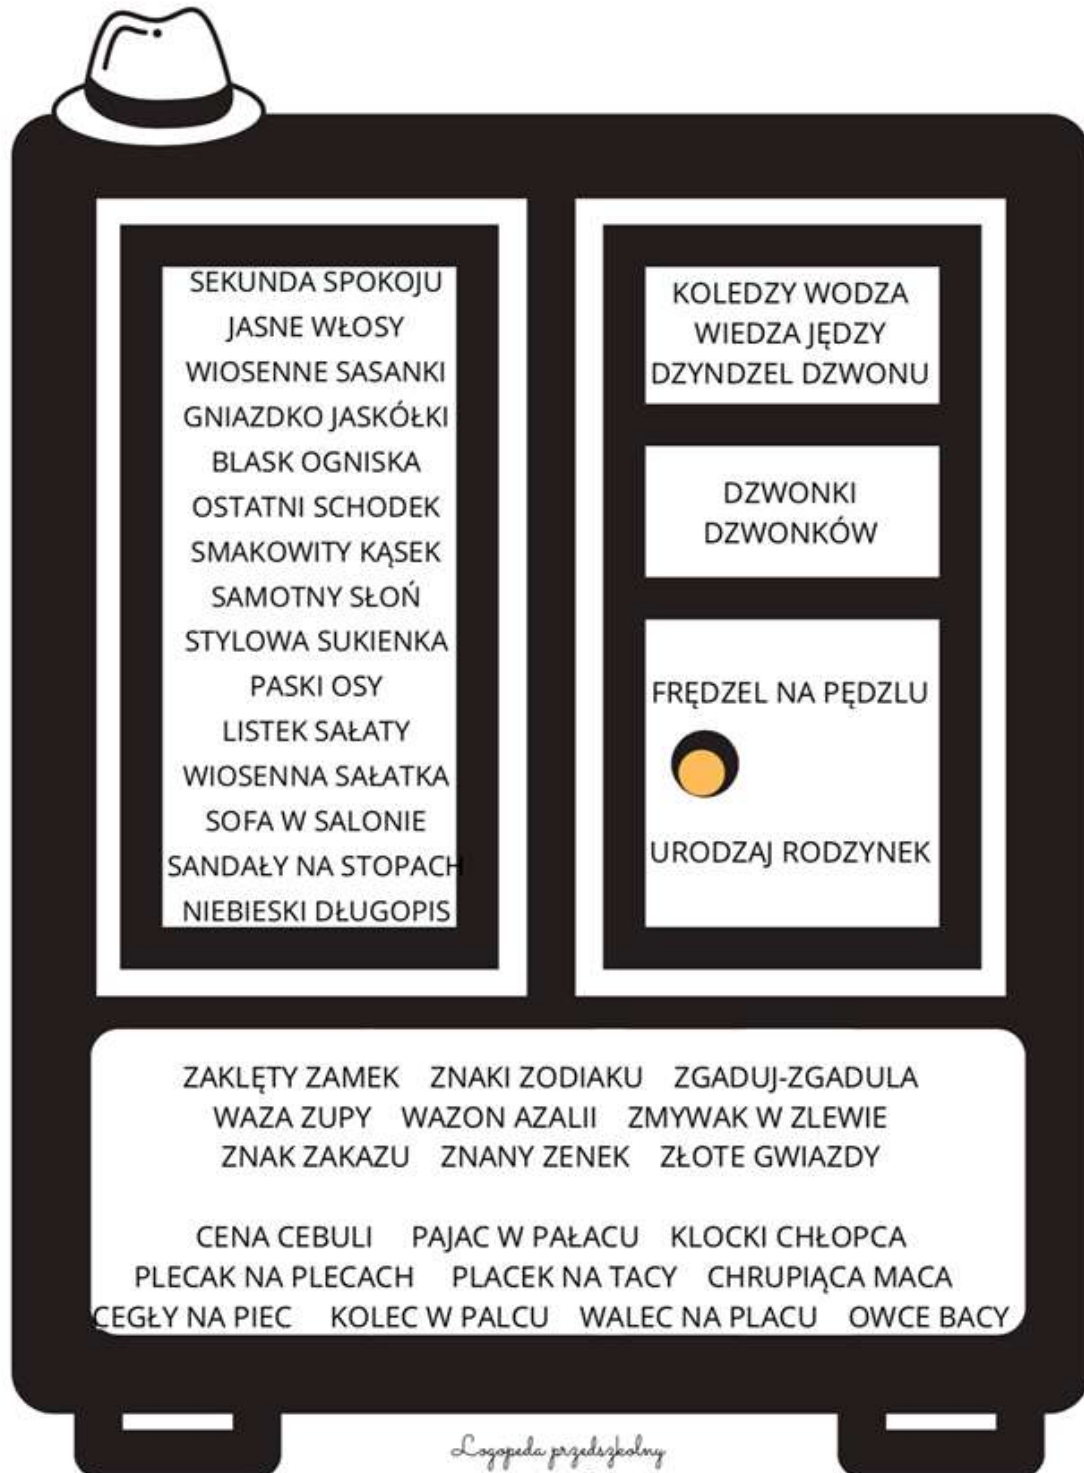 SEKUNDA SPOKOJU
JASNE WŁOSY
WIOSENNE SASANKI
GNIAZDKO JASKÓŁKI
BLASK OGNISKA
OSTATNI SCHODEK
SMAKOWITY KĄSEK
SAMOTNY SŁOŃ
STYLOWA SUKIENKA
PASKI OSY
LISTEK SAŁATY
WIOSENNA SAŁATKA
SOFA W SALONIE
SANDAŁY NA STOPACH
NIEBIESKI DŁUGOPIS
KOLEDZY WODZA
WIEDZA JĘDZY
DZYNDZEL DZWONU
DZWONKI
DZWONKÓW
FRĘDZEL NA PĘDZLU
URODZAJ RODZYNEK
ZAKLĘTY ZAMEK ZNAKI ZODIAKU ZGADUJ-ZGADULA
WAZA ZUPY WAZON AZALII ZMYWAK W ZLEWIE
ZNAK ZAKAZU ZNANY ZENEK ZŁOTE GWIAZDY
CENA CEBULI PAJAC W PAŁACU KLOCKI CHŁOPCA
PLECAK NA PLECACH PLACEK NA TACY CHRUPIĄCA MACA
CEGŁY NA PIEC KOLEC W PALCU WALEC NA PLACU OWCE BACY
Logopeda przedszkolny